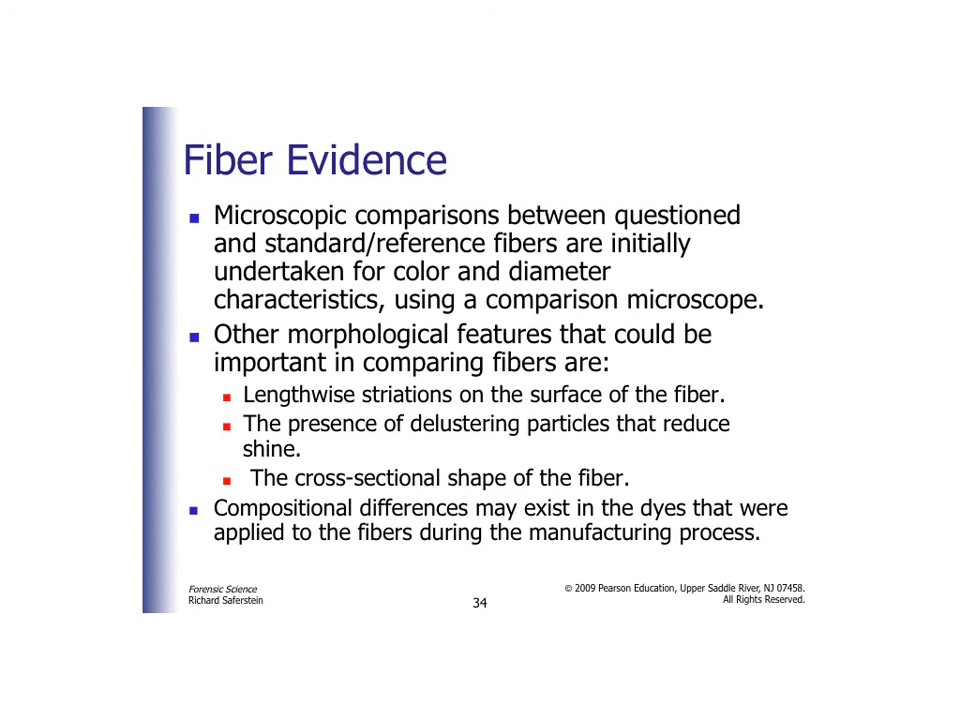 Fiber Evidence
Microscopic comparisons between questioned
and standard/reference fibers are initially
undertaken for color and diameter
characteristics, using a comparison microscope.
Other morphological features that could be
important in comparing fibers are:
Lengthwise striations on the surface of the fiber.
The presence of delustering particles that reduce
shine.
The cross-sectional shape of the fiber.
Compositional differences may exist in the dyes that were
applied to the fibers during the manufacturing process.
Forensic Science
Richard Saferstein
34
© 2009 Pearson Education, Upper Saddle River, NJ 07458.
All Rights Reserved.